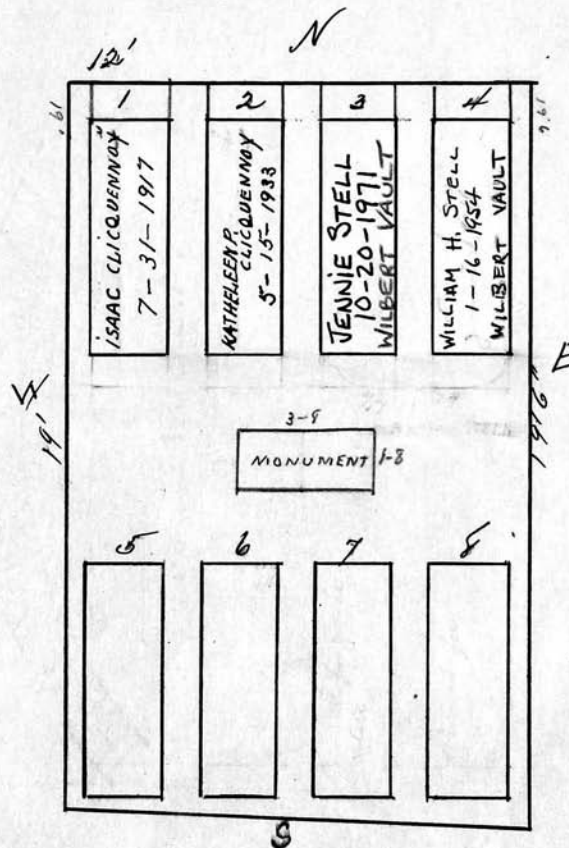 N
12'
1
2
3
4
ISAAC CLICQUENNOY
7-31-1917
KATHELEEN P.
CLICQUENNOY
5-15-1933
JENNIE STELL
10-20-1971
WILBERT VAULT
WILLIAM H. STELL
1-16-1954
WILBERT VAULT
W
19'
E
19'6"
3-9
MONUMENT 1-8
5
6
7
8
S